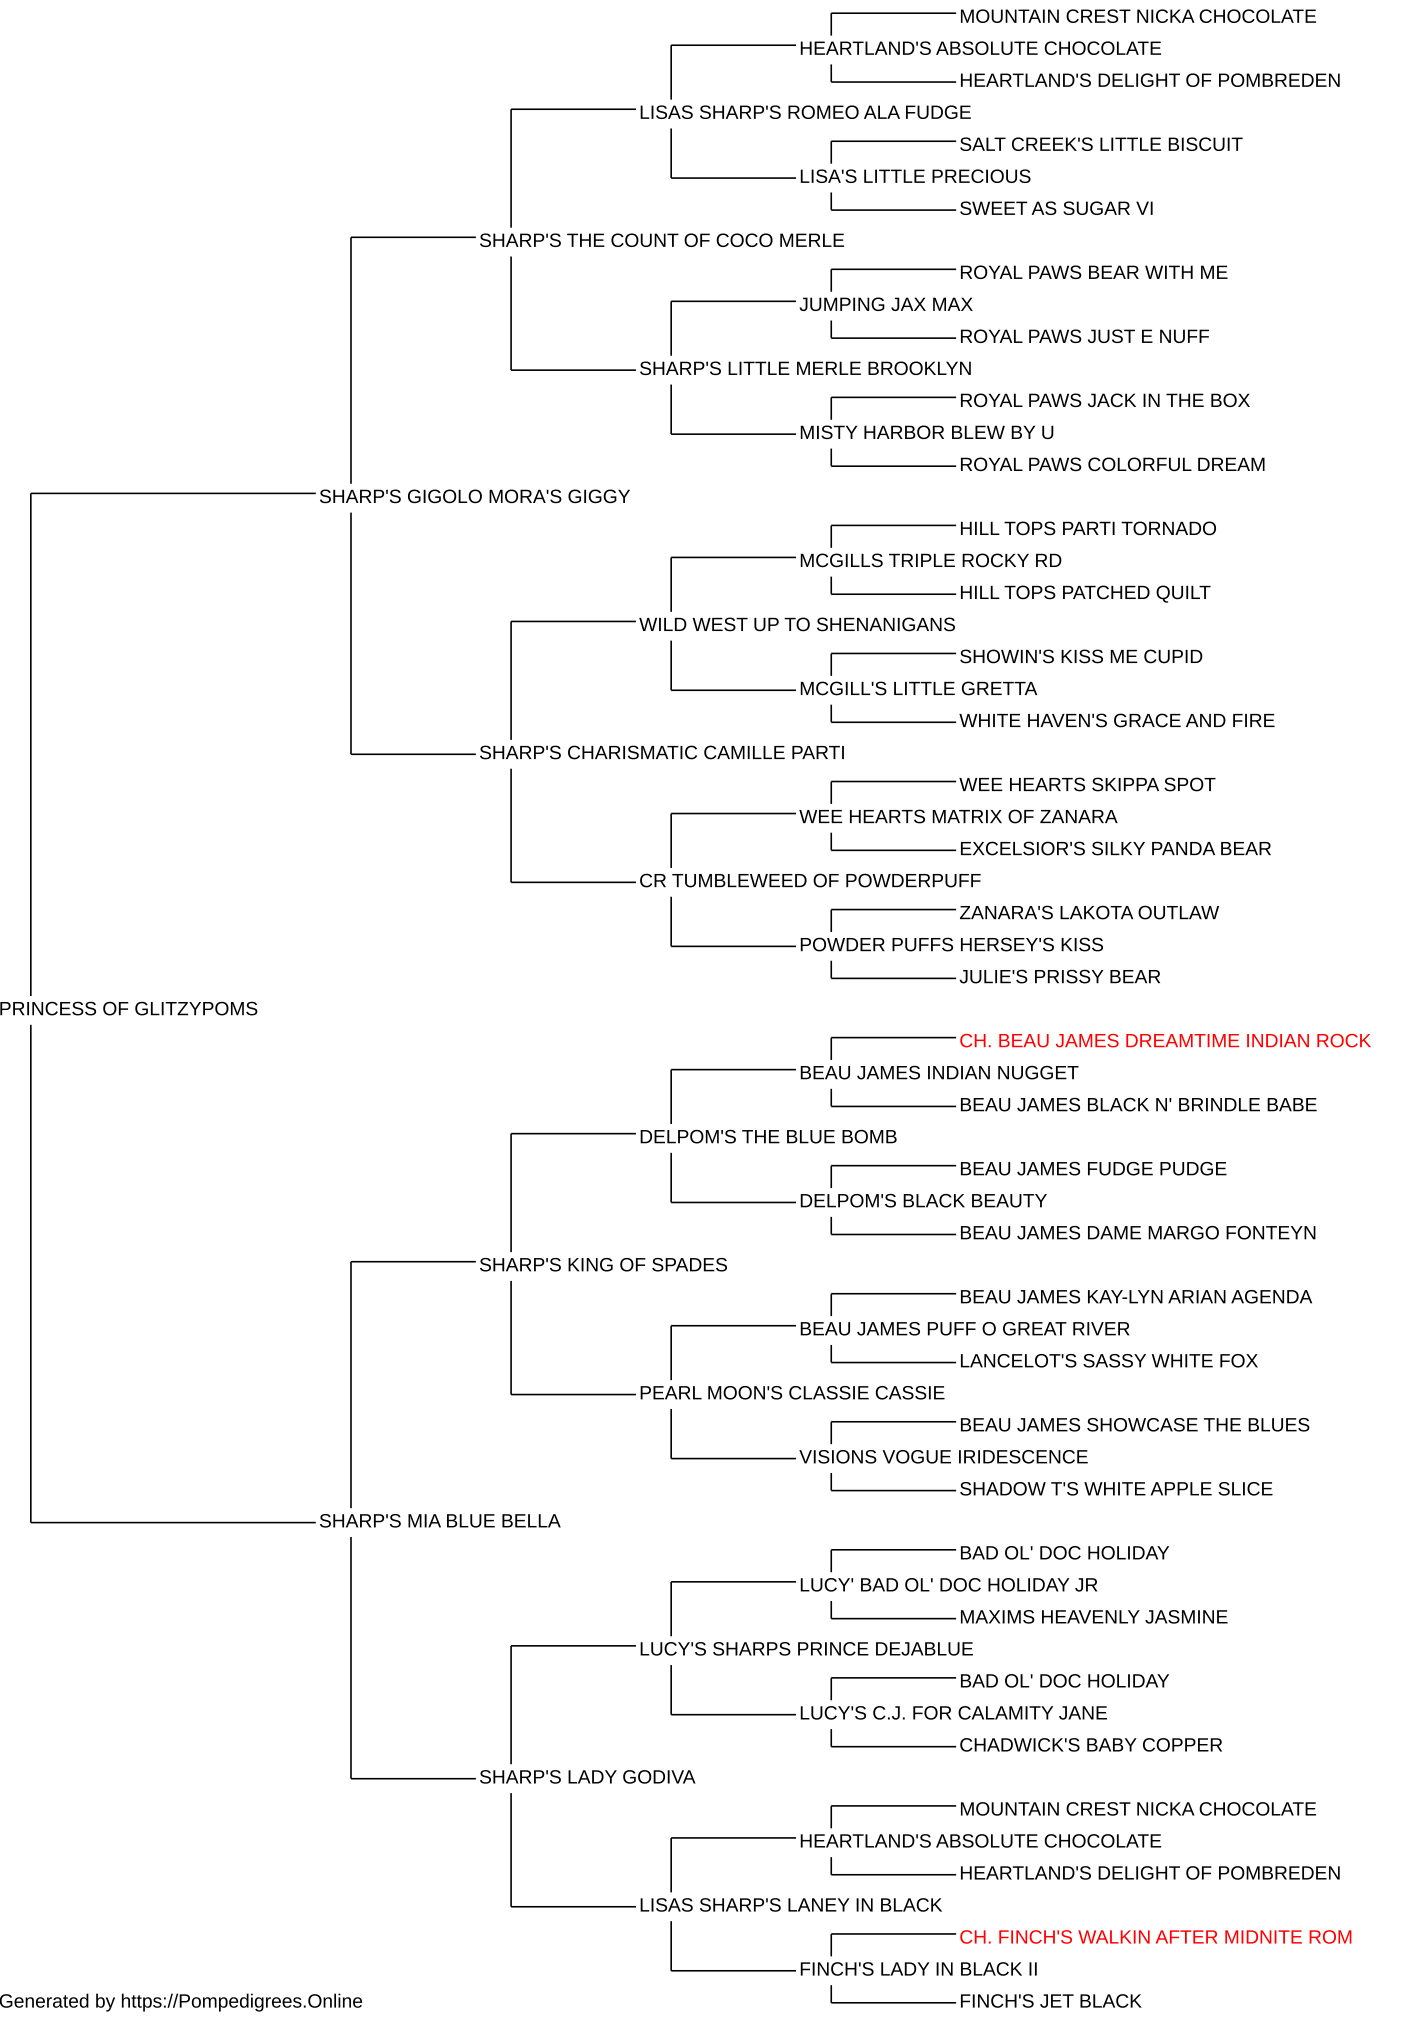 MOUNTAIN CREST NICKA CHOCOLATE
HEARTLAND'S ABSOLUTE CHOCOLATE
HEARTLAND'S DELIGHT OF POMBREDEN
LISAS SHARP'S ROMEO ALA FUDGE
SALT CREEK'S LITTLE BISCUIT
LISA'S LITTLE PRECIOUS
SWEET AS SUGAR VI
SHARP'S THE COUNT OF COCO MERLE
ROYAL PAWS BEAR WITH ME
JUMPING JAX MAX
ROYAL PAWS JUST E NUFF
SHARP'S LITTLE MERLE BROOKLYN
ROYAL PAWS JACK IN THE BOX
MISTY HARBOR BLEW BY U
ROYAL PAWS COLORFUL DREAM
SHARP'S GIGOLO MORA'S GIGGY
HILL TOPS PARTI TORNADO
MCGILLS TRIPLE ROCKY RD
HILL TOPS PATCHED QUILT
WILD WEST UP TO SHENANIGANS
SHOWIN'S KISS ME CUPID
MCGILL'S LITTLE GRETTA
WHITE HAVEN'S GRACE AND FIRE
SHARP'S CHARISMATIC CAMILLE PARTI
WEE HEARTS SKIPPA SPOT
WEE HEARTS MATRIX OF ZANARA
EXCELSIOR'S SILKY PANDA BEAR
CR TUMBLEWEED OF POWDERPUFF
ZANARA'S LAKOTA OUTLAW
POWDER PUFFS HERSEY'S KISS
JULIE'S PRISSY BEAR
PRINCESS OF GLITZYPOMS
CH. BEAU JAMES DREAMTIME INDIAN ROCK
BEAU JAMES INDIAN NUGGET
BEAU JAMES BLACK N' BRINDLE BABE
DELPOM'S THE BLUE BOMB
BEAU JAMES FUDGE PUDGE
DELPOM'S BLACK BEAUTY
BEAU JAMES DAME MARGO FONTEYN
SHARP'S KING OF SPADES
BEAU JAMES KAY-LYN ARIAN AGENDA
BEAU JAMES PUFF O GREAT RIVER
LANCELOT'S SASSY WHITE FOX
PEARL MOON'S CLASSIE CASSIE
BEAU JAMES SHOWCASE THE BLUES
VISIONS VOGUE IRIDESCENCE
SHADOW T'S WHITE APPLE SLICE
SHARP'S MIA BLUE BELLA
BAD OL' DOC HOLIDAY
LUCY' BAD OL' DOC HOLIDAY JR
MAXIMS HEAVENLY JASMINE
LUCY'S SHARPS PRINCE DEJABLUE
BAD OL' DOC HOLIDAY
LUCY'S C.J. FOR CALAMITY JANE
CHADWICK'S BABY COPPER
SHARP'S LADY GODIVA
MOUNTAIN CREST NICKA CHOCOLATE
HEARTLAND'S ABSOLUTE CHOCOLATE
HEARTLAND'S DELIGHT OF POMBREDEN
LISAS SHARP'S LANEY IN BLACK
CH. FINCH'S WALKIN AFTER MIDNITE ROM
FINCH'S LADY IN BLACK II
FINCH'S JET BLACK
Generated by https://Pompedigrees.Online